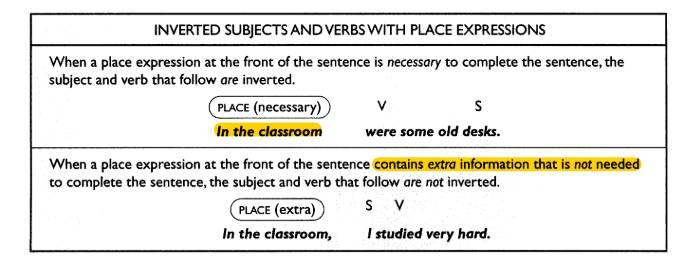 INVERTED SUBJECTS AND VERBS WITH PLACE EXPRESSIONS
When a place expression at the front of the sentence is necessary to complete the sentence, the
subject and verb that follow are inverted.
PLACE (necessary) V S
In the classroom were some old desks.
When a place expression at the front of the sentence contains extra information that is not needed
to complete the sentence, the subject and verb that follow are not inverted.
PLACE (extra) S V
In the classroom, I studied very hard.